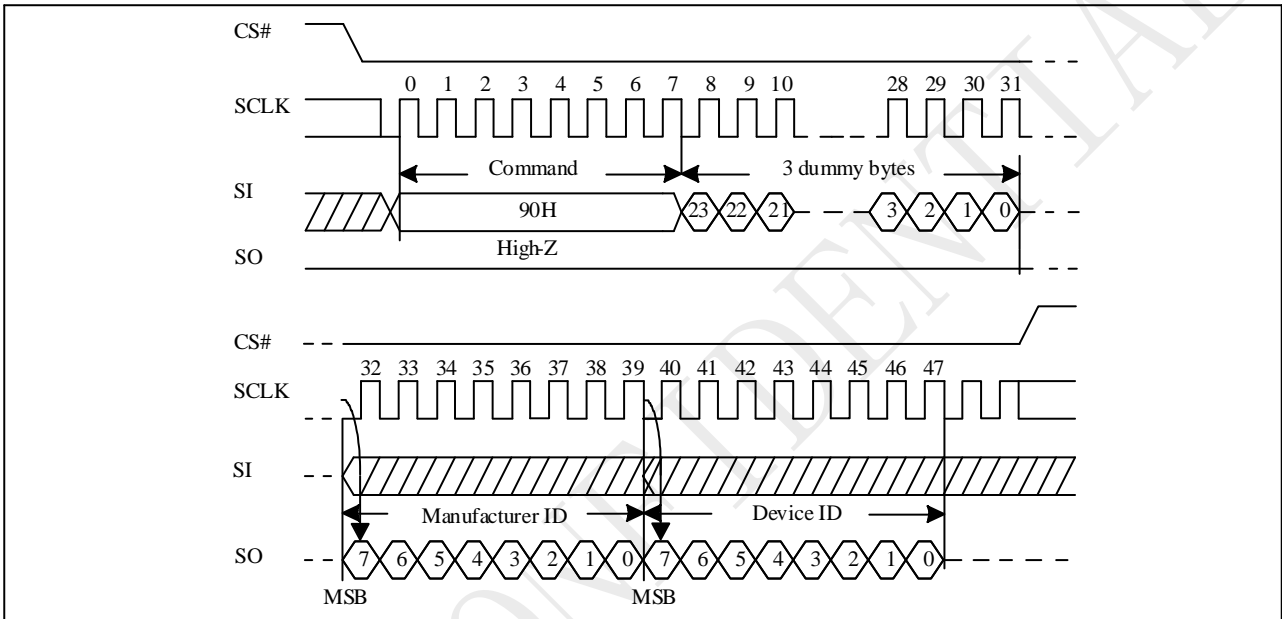 CS#
0 1 2 3 4 5 6 7 8 9 10 28 29 30 31
SCLK
Command 3 dummy bytes
SI
90H 23 22 21 3 2 1 0
High-Z
SO
CS#
32 33 34 35 36 37 38 39 40 41 42 43 44 45 46 47
SCLK
SI
Manufacturer ID Device ID
SO 7 6 5 4 3 2 1 0 7 6 5 4 3 2 1 0
MSB MSB
ONFIDENTIAL